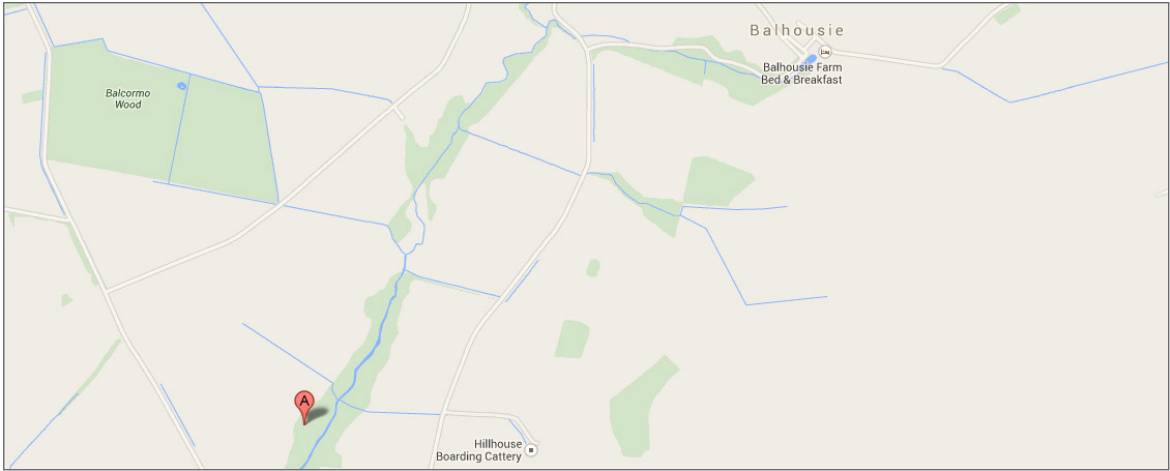 Balhousie
Balhousie Farm
Bed & Breakfast
Balcormo
Wood
A
Hillhouse
Boarding Cattery